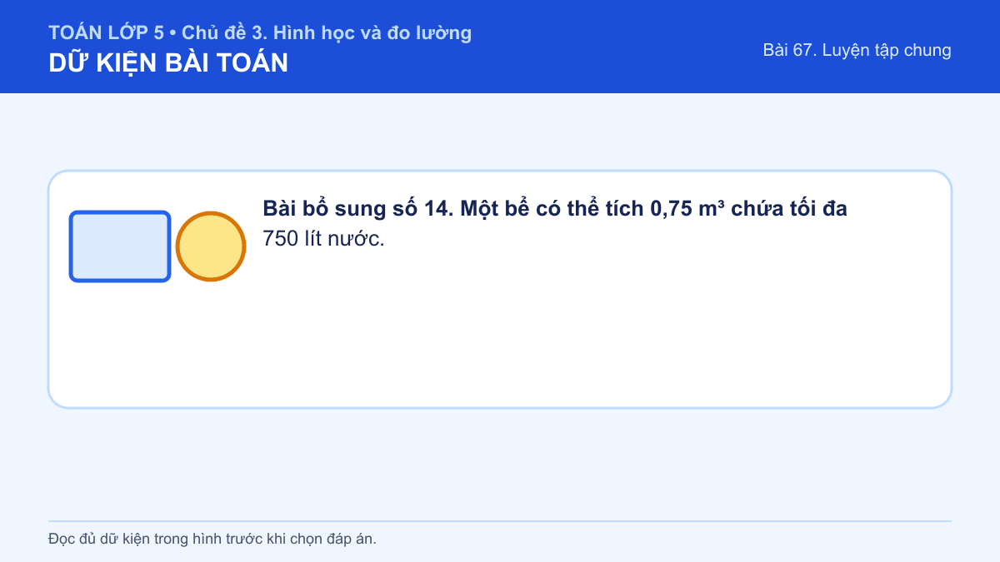 TOÁN LỚP 5 • Chủ đề 3. Hình học và đo lường
DỮ KIỆN BÀI TOÁN
Bài 67. Luyện tập chung
Bài bổ sung số 14. Một bể có thể tích 0,75 m³ chứa tối đa
750 lít nước.
Đọc đủ dữ kiện trong hình trước khi chọn đáp án.